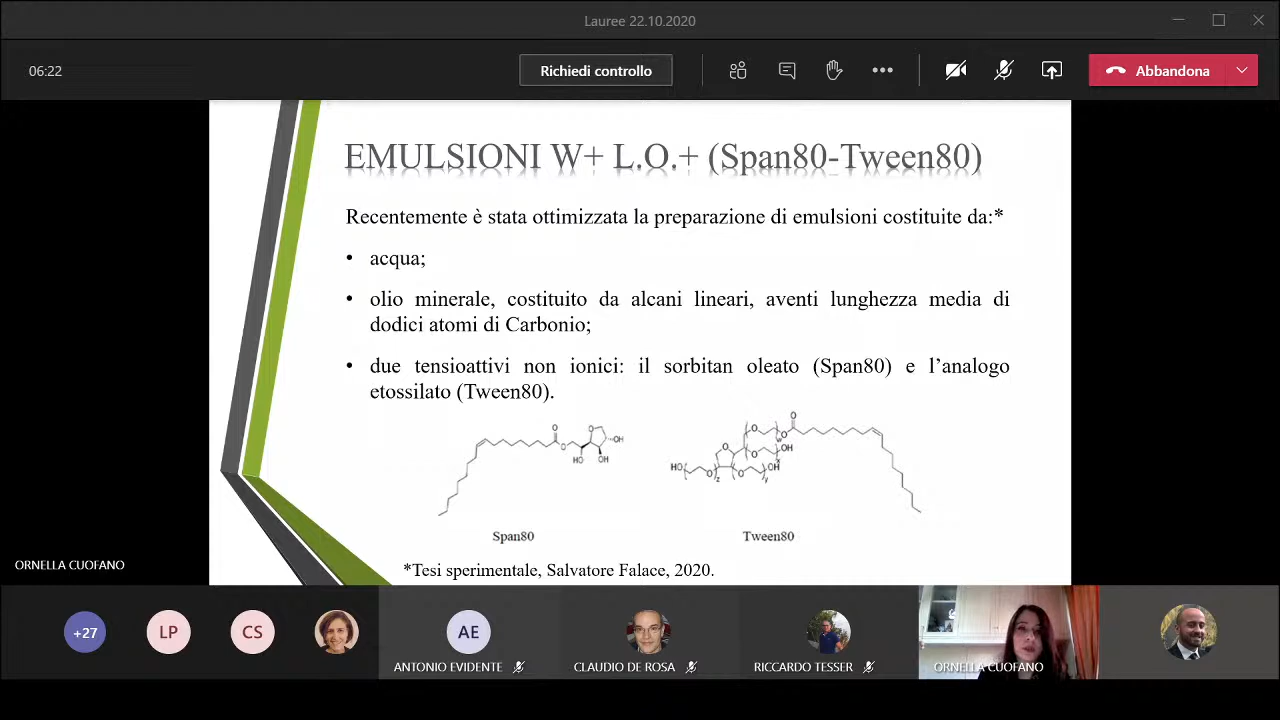 Lauree 22.10.2020
06:22
Richiedi controllo
Abbandona
EMULSIONI W+ L.O.+ (Span80-Tween80)
Recentemente è stata ottimizzata la preparazione di emulsioni costituite da:*
• acqua;
• olio minerale, costituito da alcani lineari, aventi lunghezza media di
dodici atomi di Carbonio;
• due tensioattivi non ionici: il sorbitan oleato (Span80) e l’analogo
etossilato (Tween80).
Span80
Tween80
*Tesi sperimentale, Salvatore Falace, 2020.
ORNELLA CUOFANO
+27
LP
CS
AE
ANTONIO EVIDENTE
CLAUDIO DE ROSA
RICCARDO TESSER
ORNELLA CUOFANO